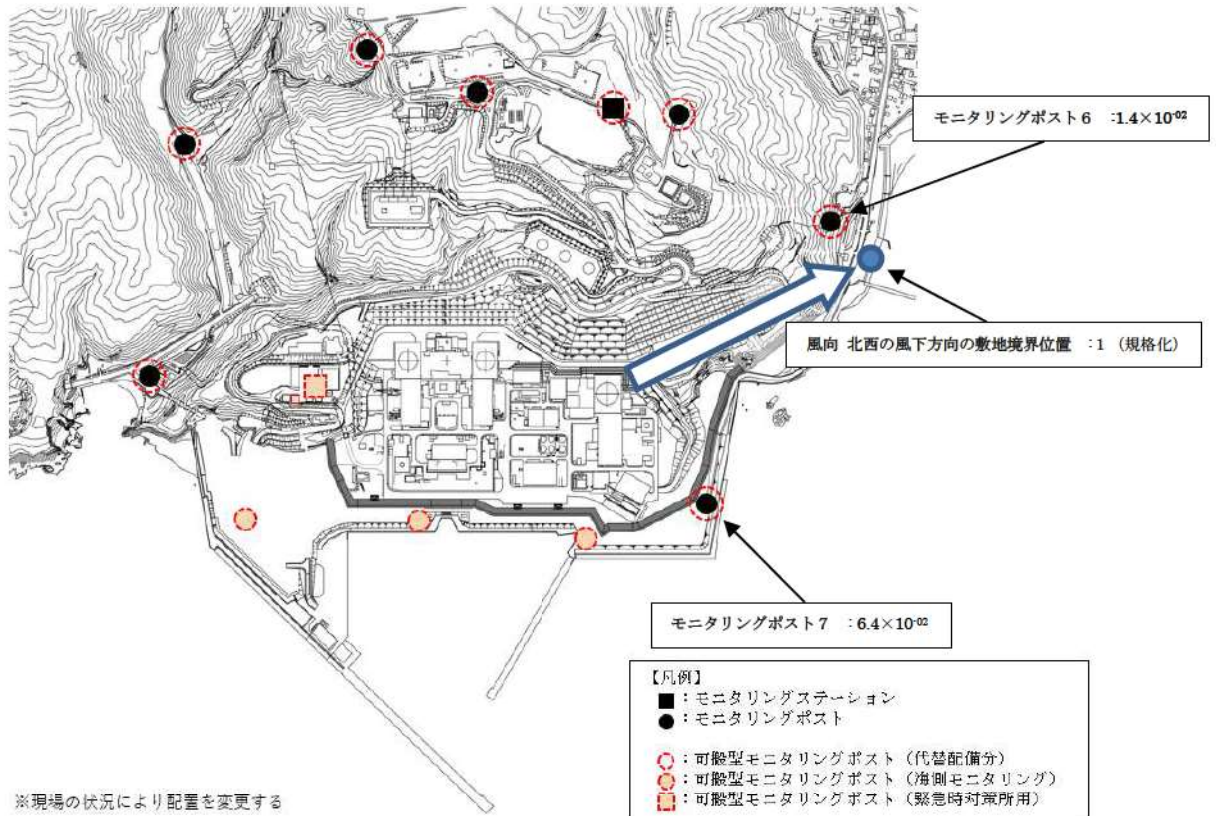 モニタリングポスト6 :1.4×10⁻⁰²
風向 北西の風下方向の敷地境界位置 :1 (規格化)
モニタリングポスト7 :6.4×10⁻⁰²
【凡例】
■:モニタリングステーション
●:モニタリングポスト
:可搬型モニタリングポスト(代替配備分)
:可搬型モニタリングポスト(海側モニタリング)
:可搬型モニタリングポスト(緊急時対策所用)
※現場の状況により配置を変更する